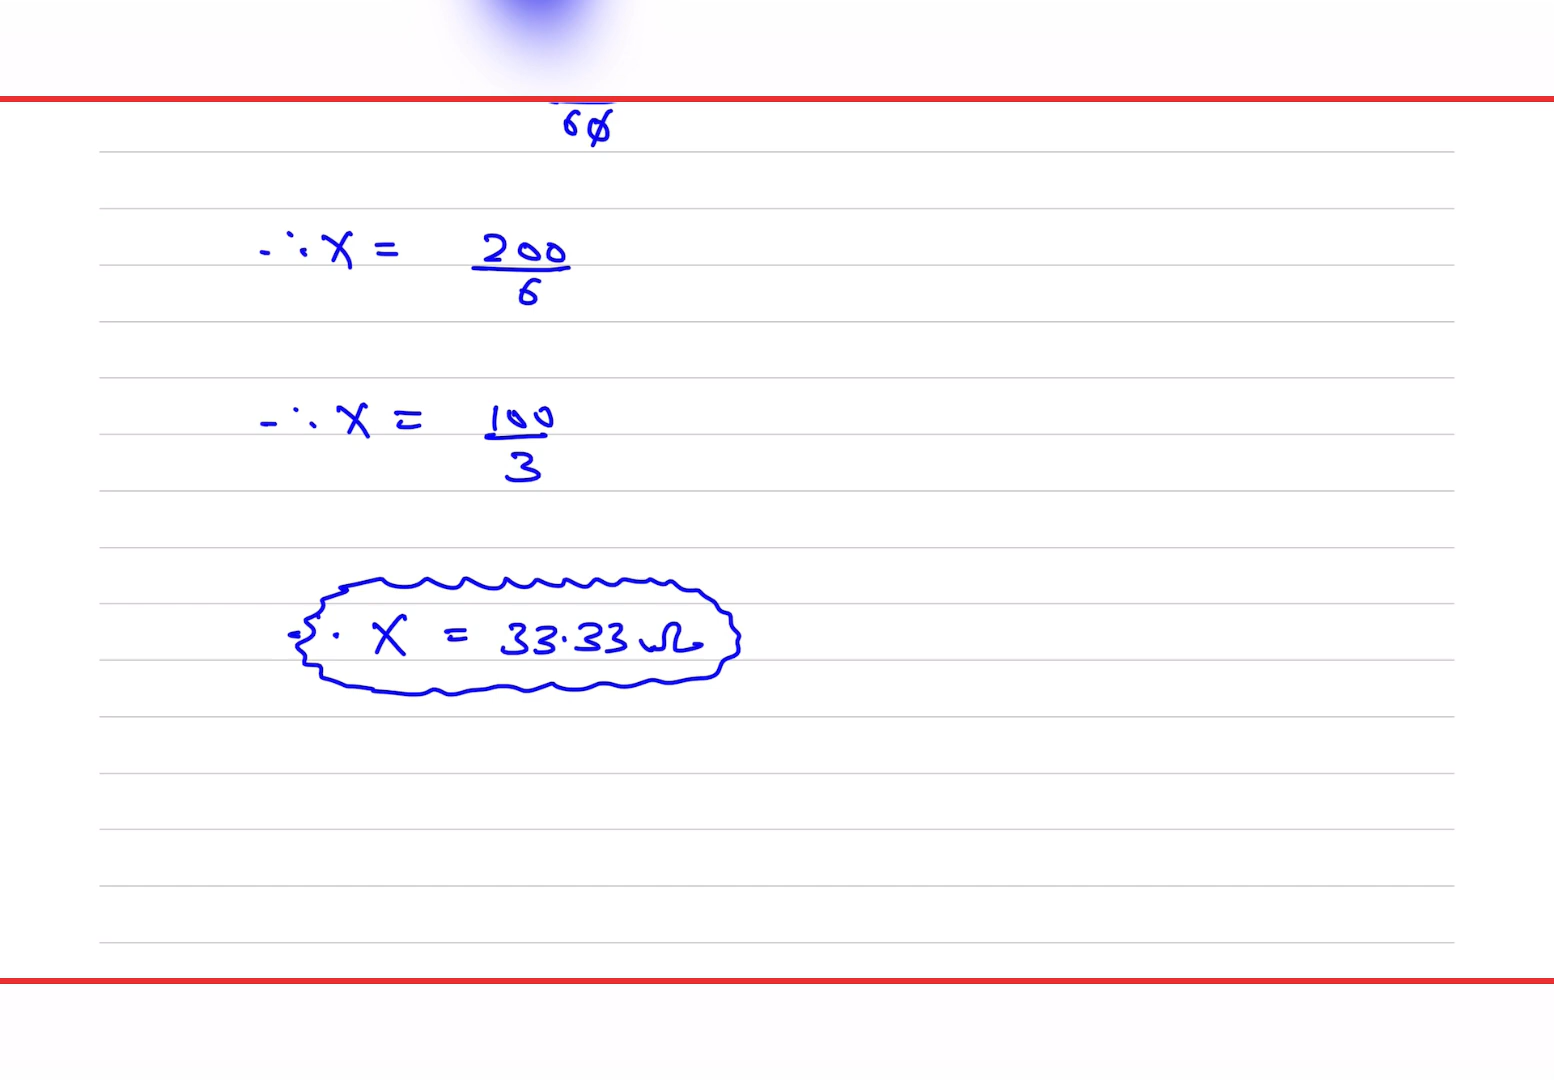 60
∴ X = 200/6
∴ X = 100/3
∴ X = 33.33 Ω